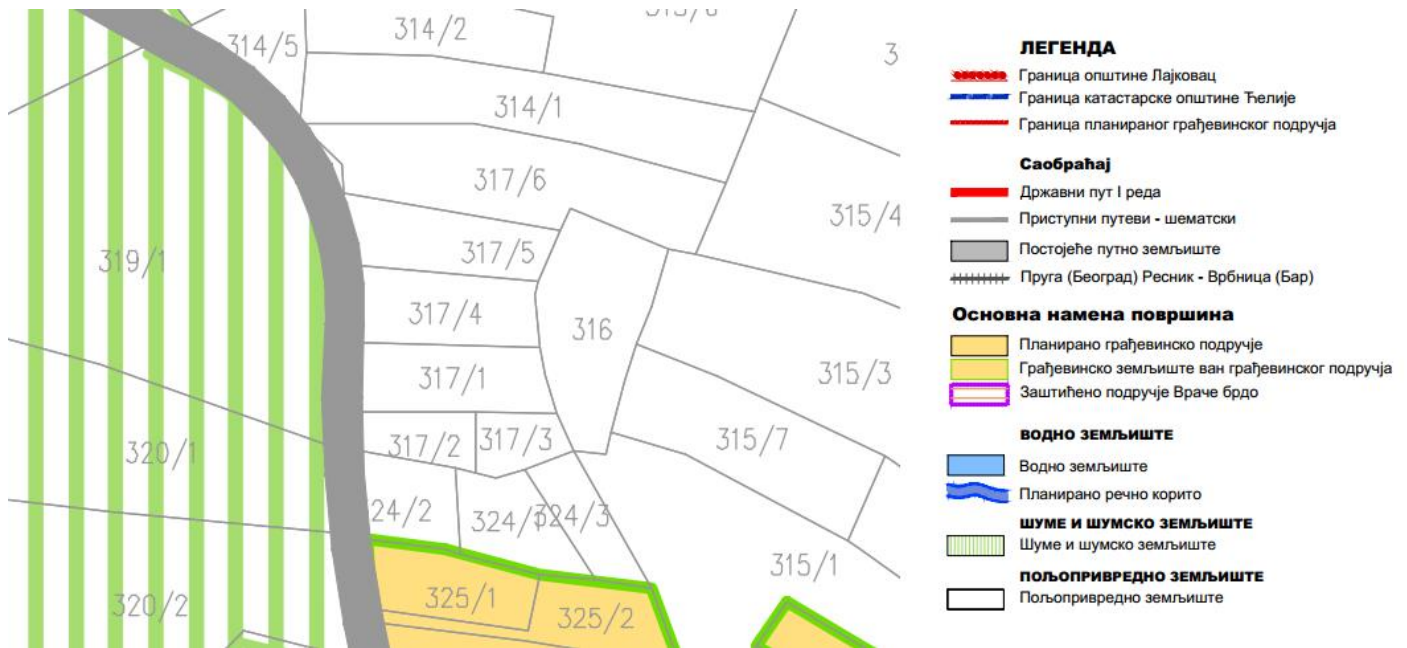 314/5
314/2
314/1
317/6
315/4
319/1
317/5
317/4
316
317/1
315/3
320/1
317/2
317/3
315/7
24/2
324/1
324/3
315/1
320/2
325/1
325/2
ЛЕГЕНДА
Граница општине Лајковац
Граница катастарске општине Ћелије
Граница планираног грађевинског подручја
Саобраћај
Државни пут I реда
Приступни путеви - шематски
Постојеће путно земљиште
Пруга (Београд) Ресник - Врбница (Бар)
Основна намена површина
Планирано грађевинско подручје
Грађевинско земљиште ван грађевинског подручја
Заштићено подручје Враче брдо
ВОДНО ЗЕМЉИШТЕ
Водно земљиште
Планирано речно корито
ШУМЕ И ШУМСКО ЗЕМЉИШТЕ
Шуме и шумско земљиште
ПОЉОПРИВРЕДНО ЗЕМЉИШТЕ
Пољопривредно земљиште